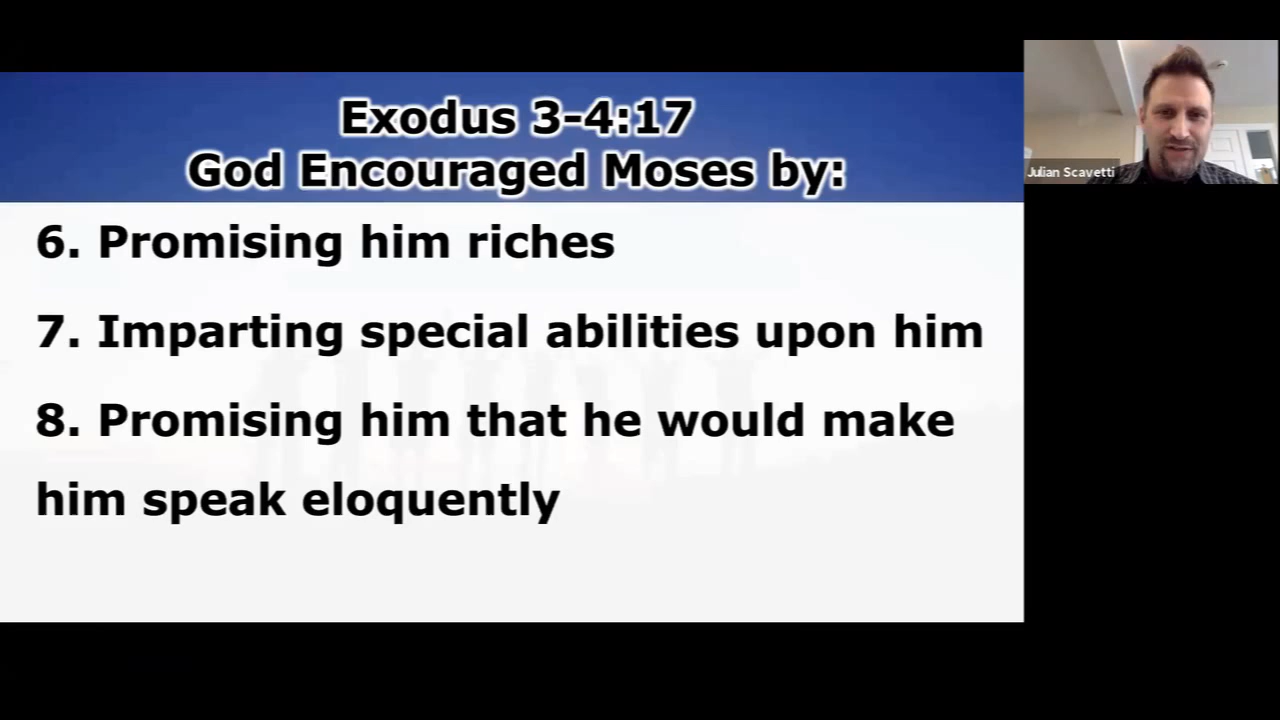 Exodus 3-4:17
God Encouraged Moses by:
6. Promising him riches
7. Imparting special abilities upon him
8. Promising him that he would make
him speak eloquently
Julian Scavetti